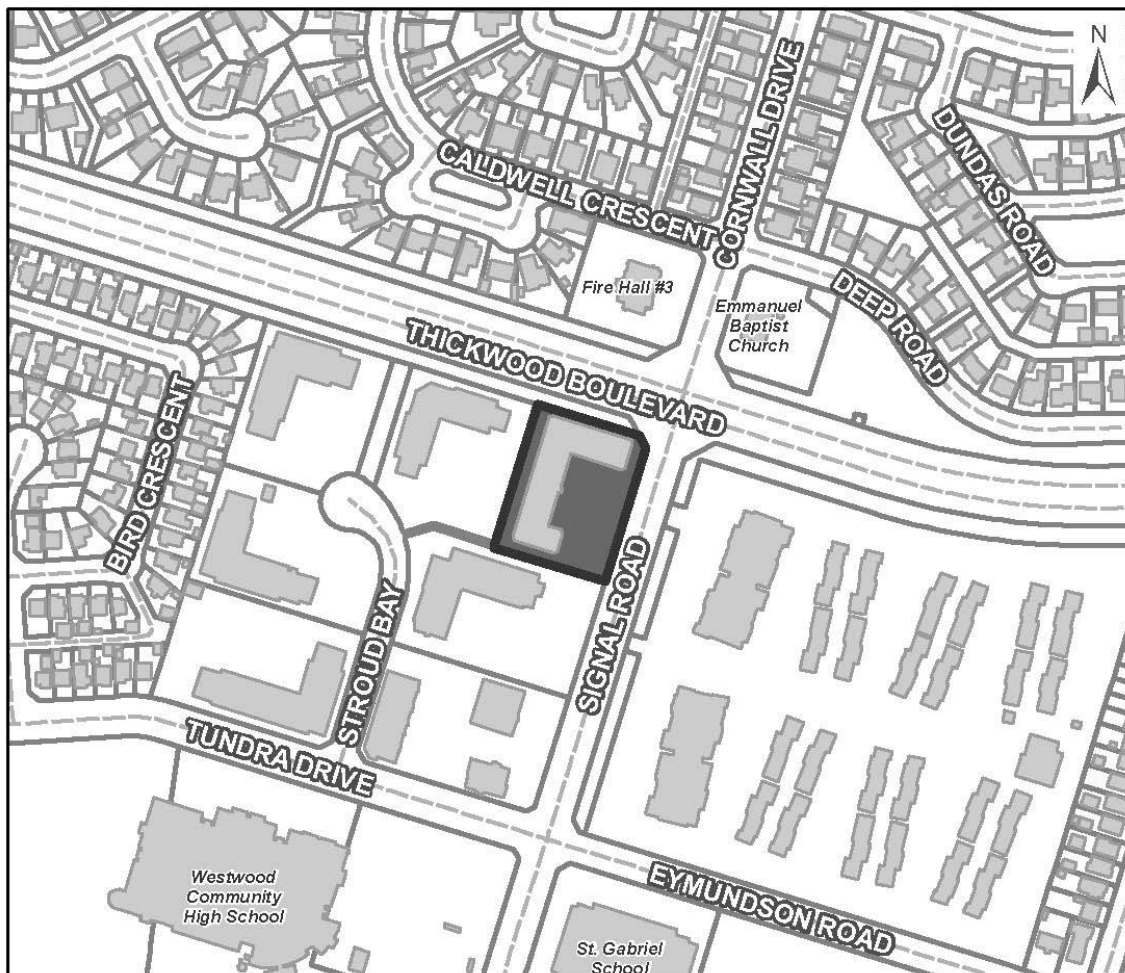 N
CORNWALL DRIVE
DUNDAS ROAD
CALDWELL CRESCENT
Fire Hall #3
Emmanuel
Baptist
Church
DEEP ROAD
THICKWOOD BOULEVARD
BIRD CRESCENT
SIGNAL ROAD
STROUD BAY
TUNDRA DRIVE
Westwood
Community
High School
EYMUNDSON ROAD
St. Gabriel
School